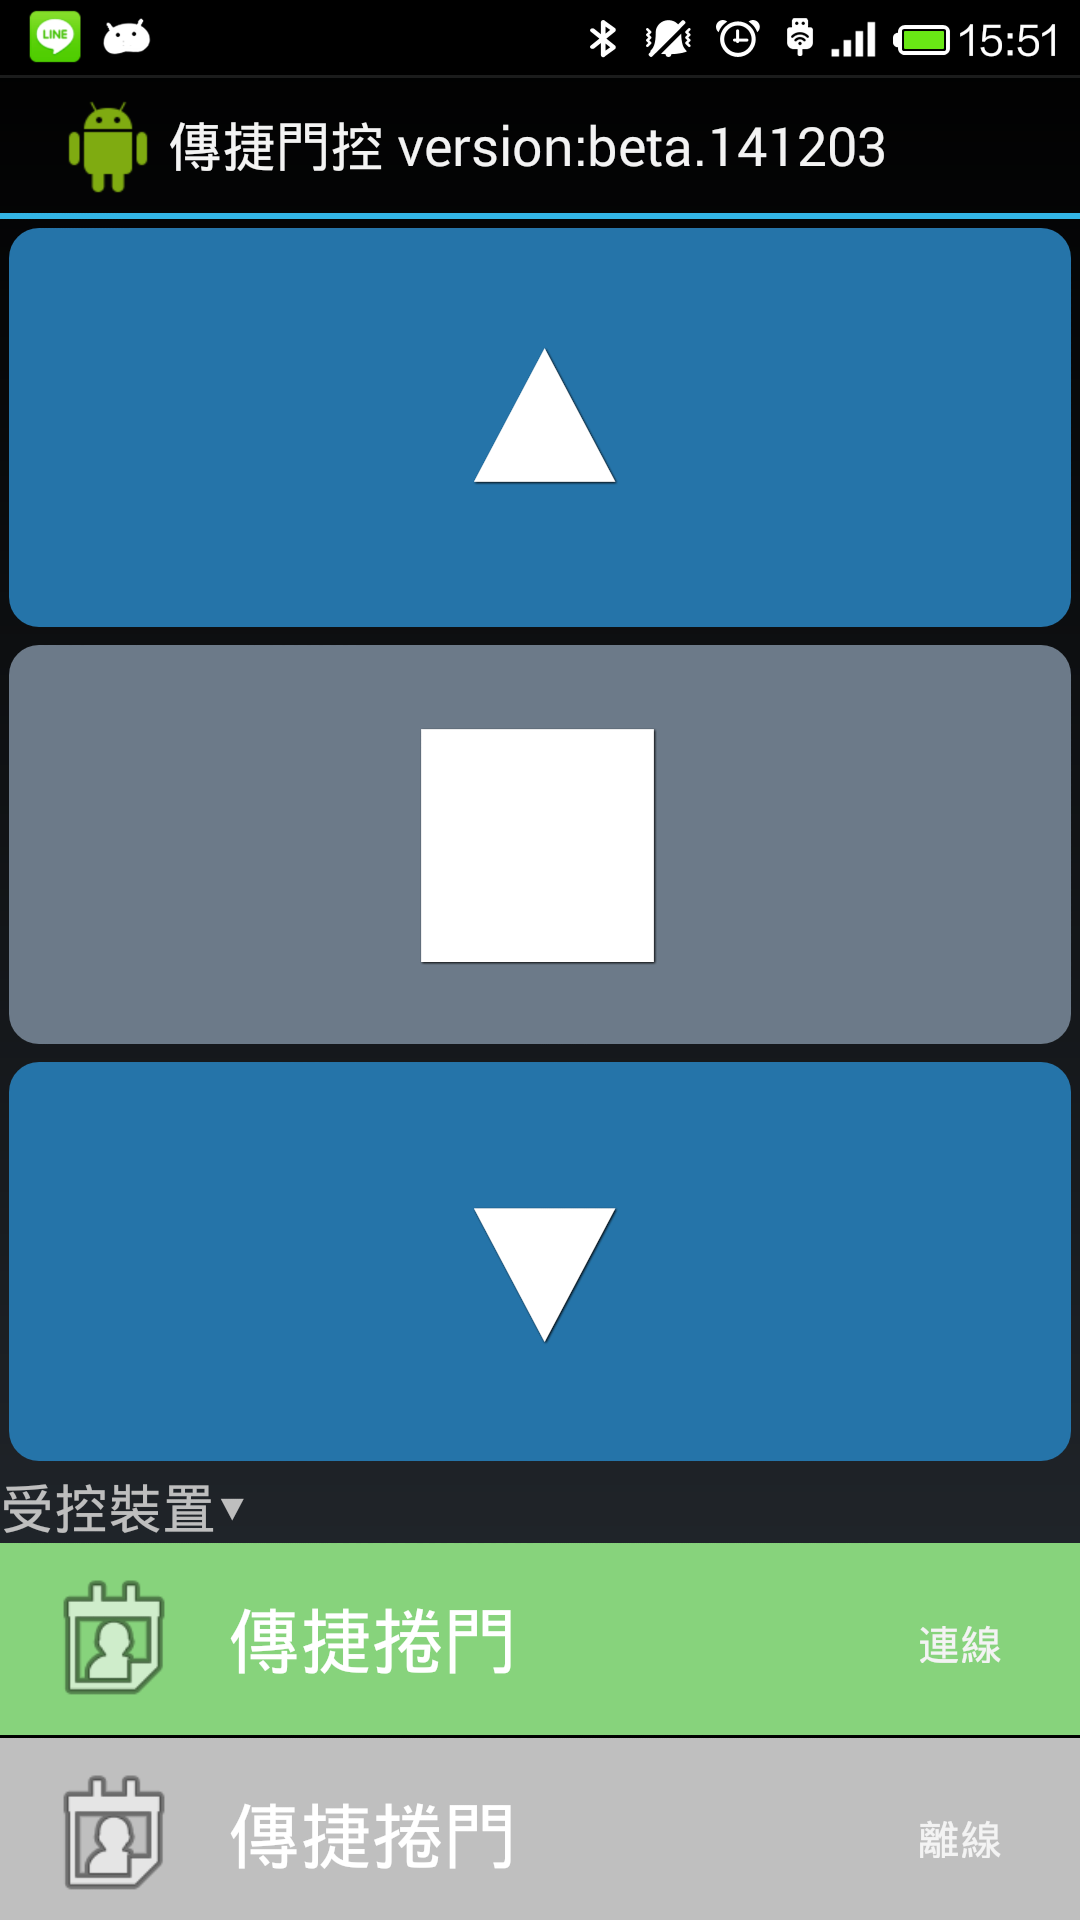 LINE
15:51
傳捷門控 version:beta.141203
▲
■
▼
受控裝置▼
傳捷捲門
連線
傳捷捲門
離線